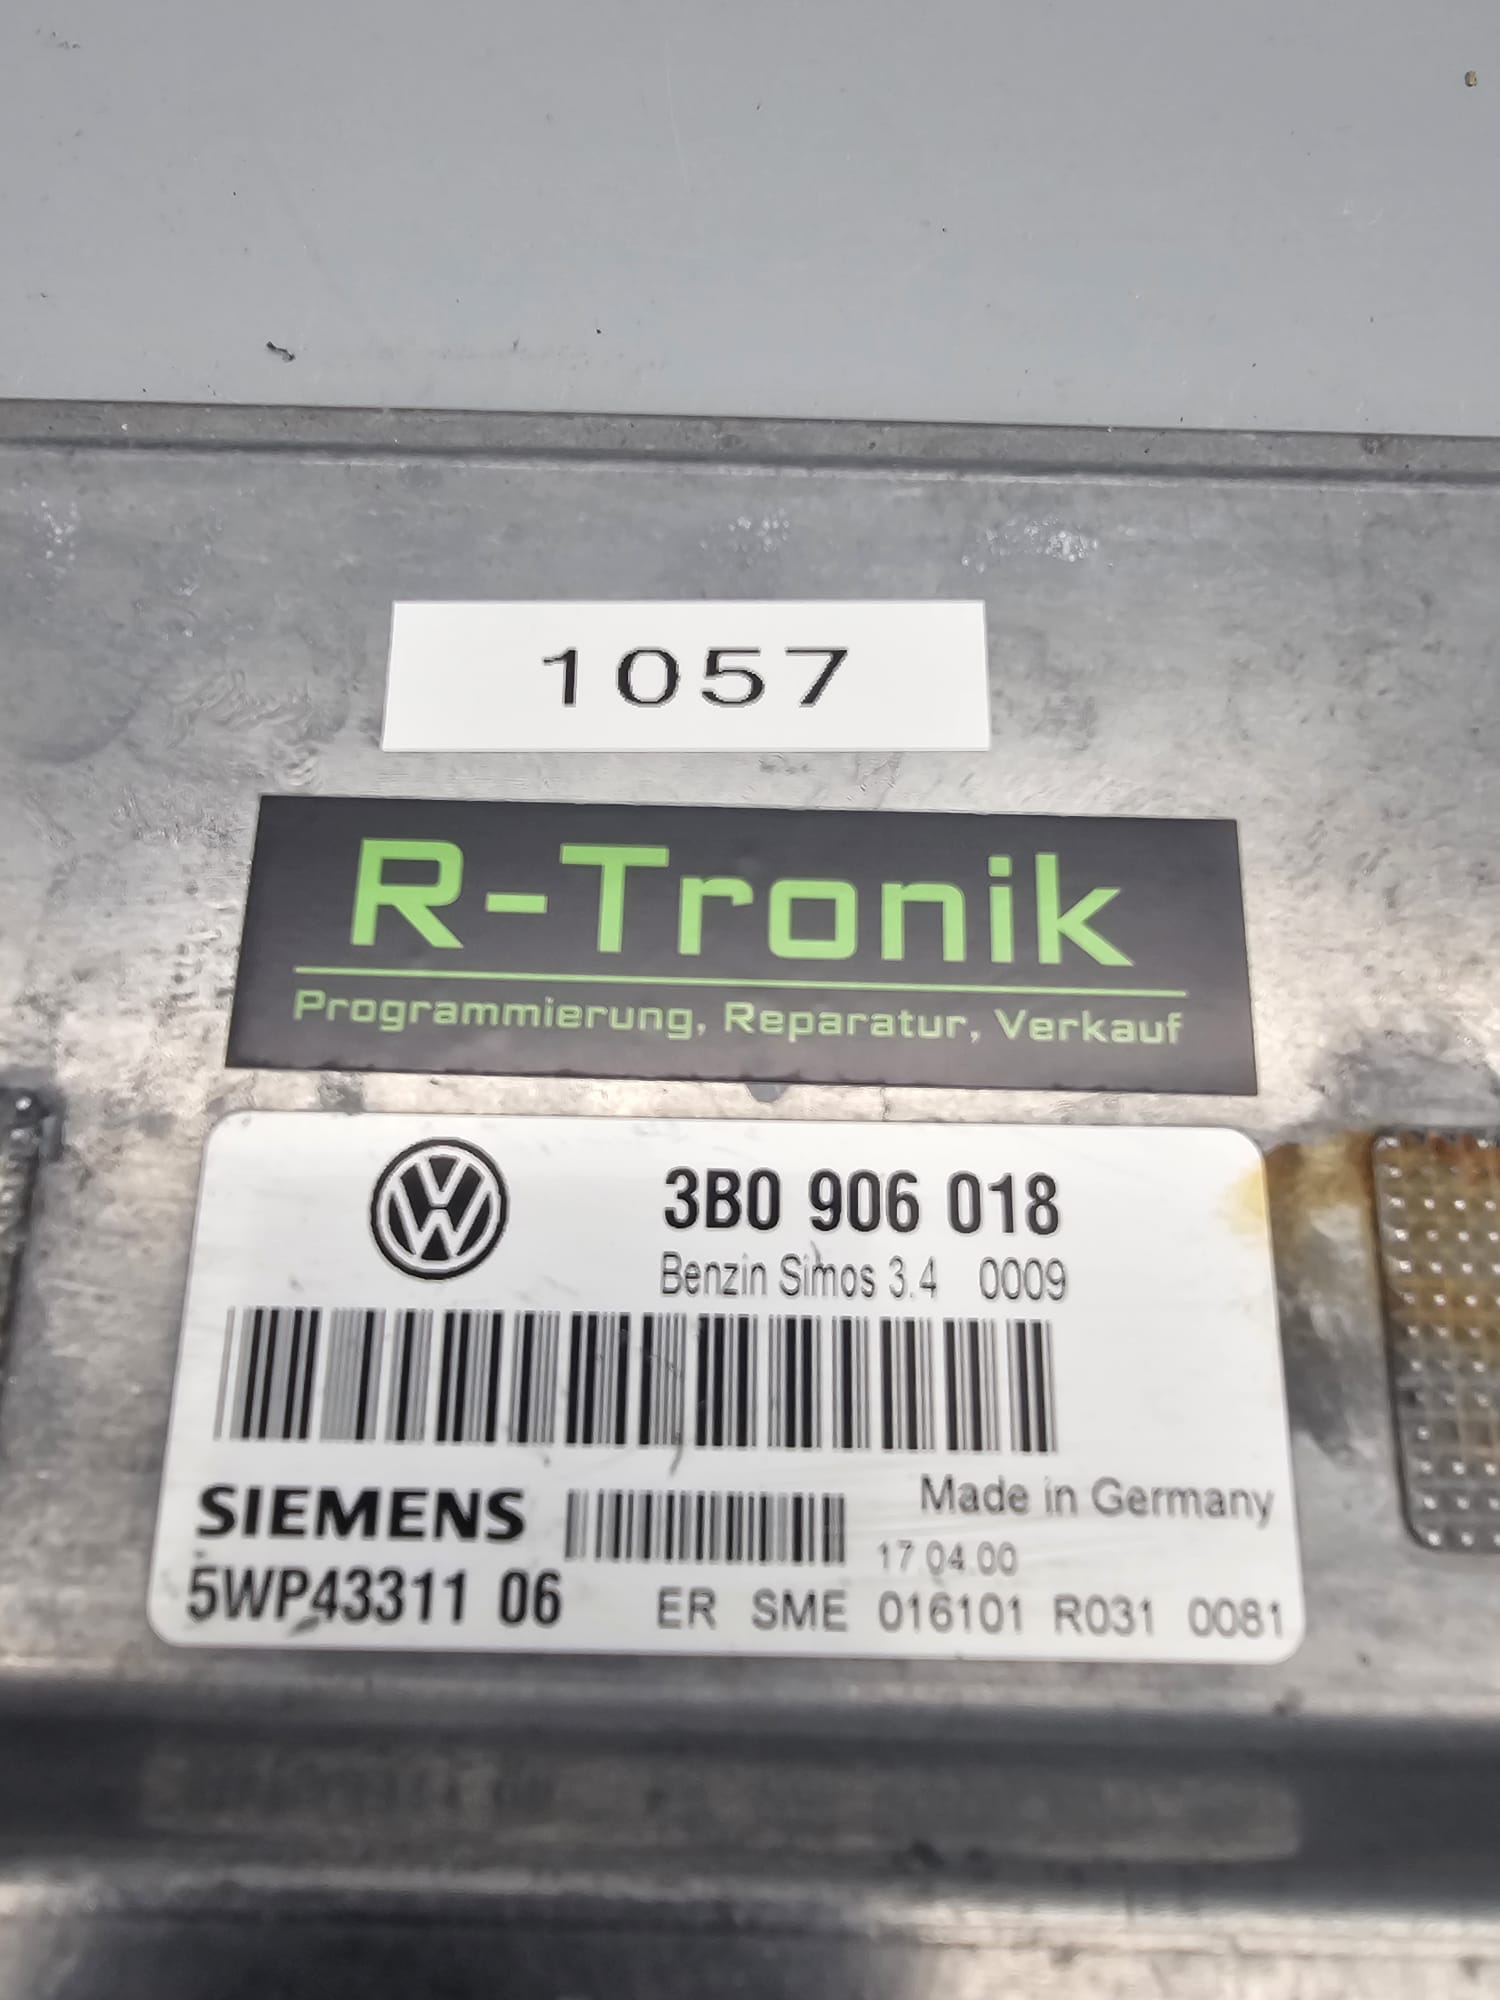 1057
R-Tronik
Programmierung, Reparatur, Verkauf
3B0 906 018
Benzin Simos 3.4 0009
SIEMENS
Made in Germany
17.04.00
5WP43311 06
ER SME 016101 R031 0081